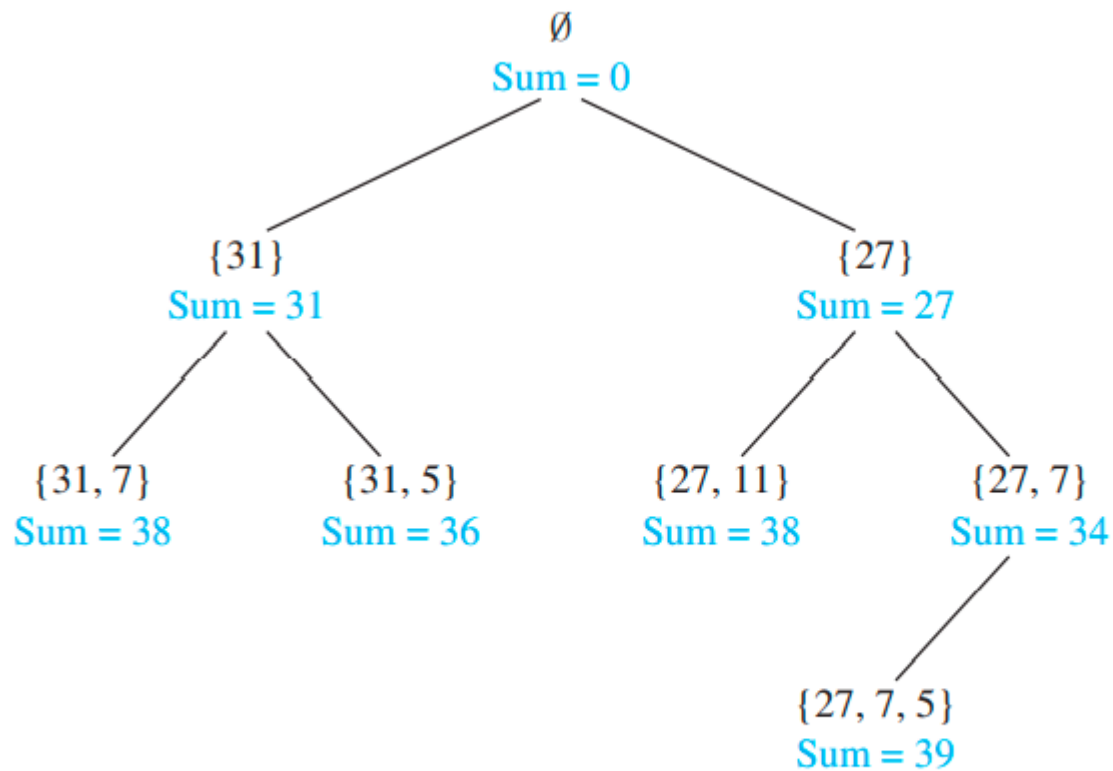 ∅
Sum = 0
{31}
Sum = 31
{27}
Sum = 27
{31, 7}
Sum = 38
{31, 5}
Sum = 36
{27, 11}
Sum = 38
{27, 7}
Sum = 34
{27, 7, 5}
Sum = 39